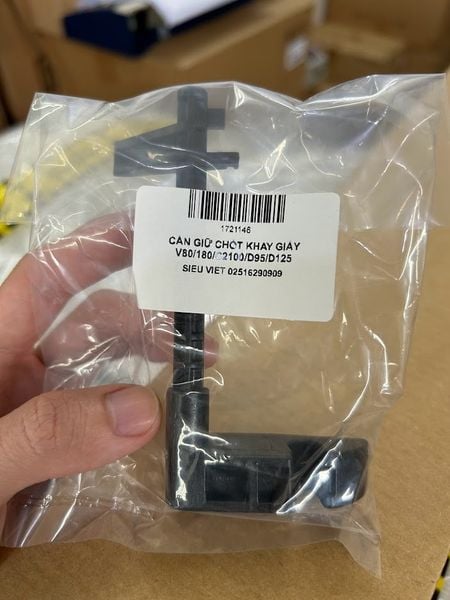 1721146
CẦN GIỮ CHỐT KHAY GIẤY
V80/180/C2100/D95/D125
SIEU VIET 02516290909